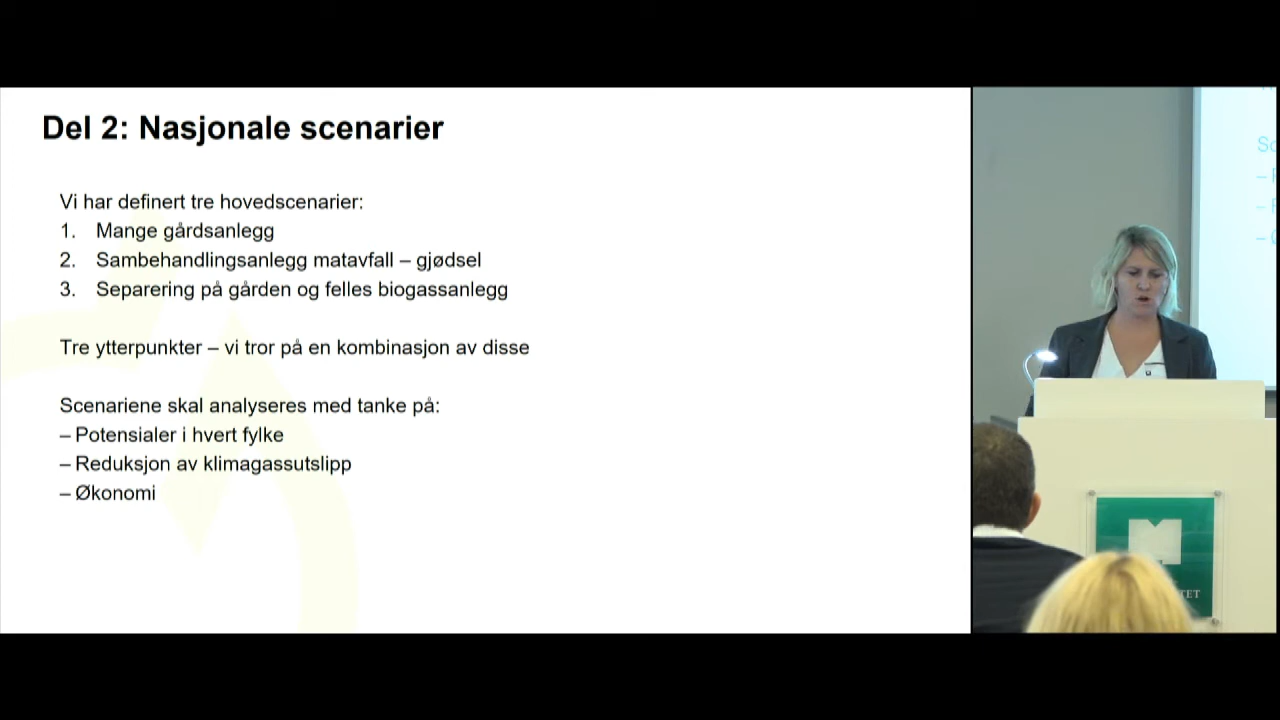 Del 2: Nasjonale scenarier
Vi har definert tre hovedscenarier:
1. Mange gårdsanlegg
2. Sambehandlingsanlegg matavfall – gjødsel
3. Separering på gården og felles biogassanlegg
Tre ytterpunkter – vi tror på en kombinasjon av disse
Scenariene skal analyseres med tanke på:
– Potensialer i hvert fylke
– Reduksjon av klimagassutslipp
– Økonomi